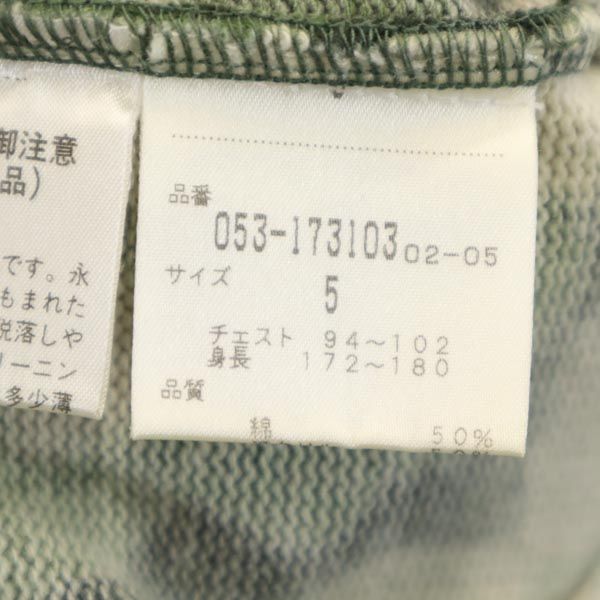 御注意
品)
です。永
もまれた
脱落しや
リーニン
多少薄
品番
053-173103 02-05
サイズ
5
チェスト 94~102
身長 172~180
品質
綿 50%